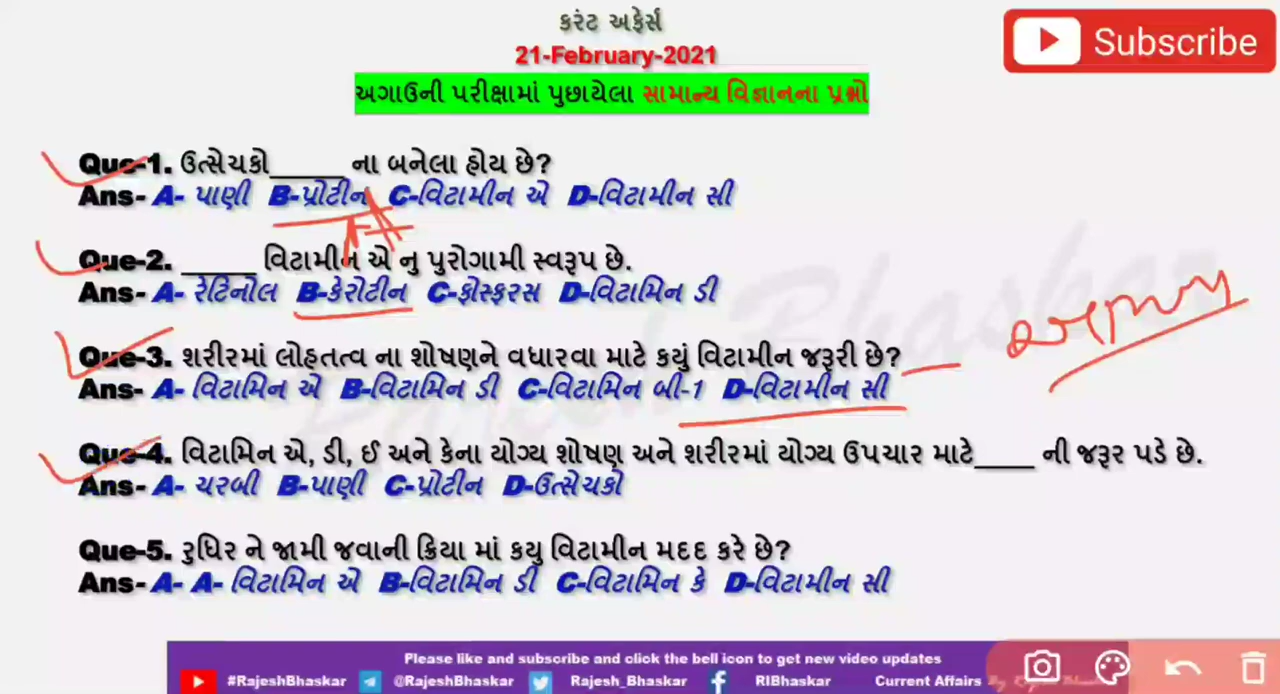 કરંટ અફેર્સ
Subscribe
21-February-2021
અગાઉની પરીક્ષામાં પુછાયેલા સામાન્ય વિજ્ઞાનના પ્રશ્નો
Que-1. ઉત્સેચકો_____ ના બનેલા હોય છે?
Ans- A- પાણી B-પ્રોટીન C-વિટામીન એ D-વિટામીન સી
Que-2. _____ વિટામીન એ નુ પુરોગામી સ્વરૂપ છે.
Ans- A- રેટિનોલ B-કેરોટીન C-ફોસ્ફરસ D-વિટામિન ડી
Que-3. શરીરમાં લોહતત્વ ના શોષણને વધારવા માટે કયું વિટામીન જરૂરી છે?
Ans- A- વિટામિન એ B-વિટામિન ડી C-વિટામિન બી-1 D-વિટામીન સી
Que-4. વિટામિન એ, ડી, ઈ અને કેના યોગ્ય શોષણ અને શરીરમાં યોગ્ય ઉપચાર માટે____ ની જરૂર પડે છે.
Ans- A- ચરબી B-પાણી C-પ્રોટીન D-ઉત્સેચકો
Que-5. રુધિર ને જામી જવાની ક્રિયા માં કયુ વિટામીન મદદ કરે છે?
Ans- A- A- વિટામિન એ B-વિટામિન ડી C-વિટામિન કે D-વિટામીન સી
Please like and subscribe and click the bell icon to get new video updates
#RajeshBhaskar @RajeshBhaskar Rajesh_Bhaskar RIBhaskar Current Affairs By